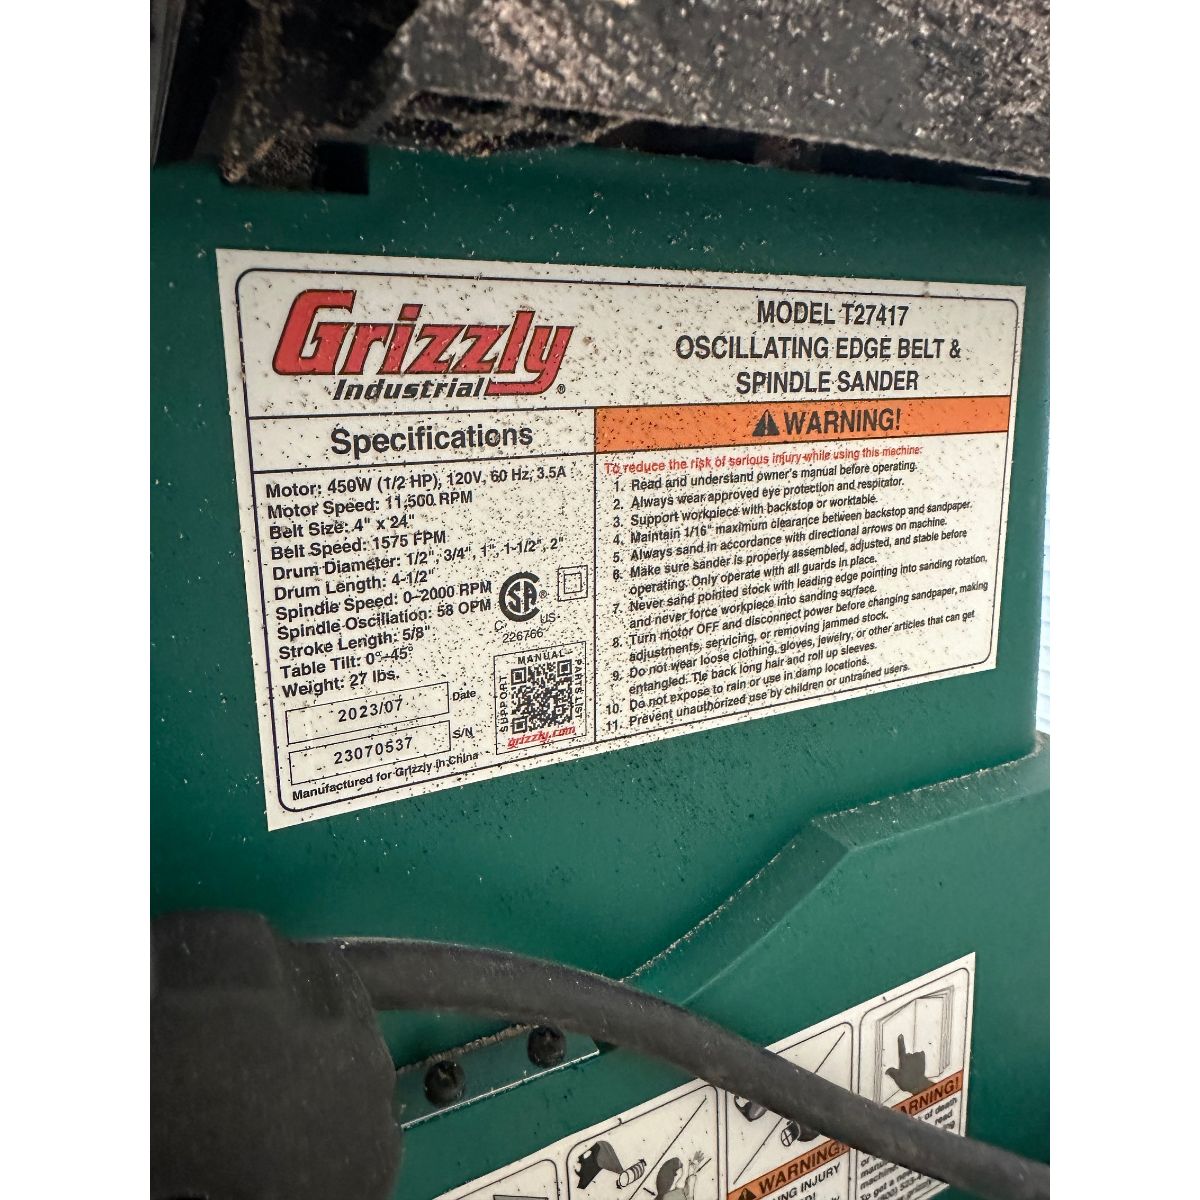 Grizzly
Industrial®
MODEL T27417
OSCILLATING EDGE BELT &
SPINDLE SANDER
Specifications
Motor: 450W (1/2 HP), 120V, 60 Hz, 3.5A
Motor Speed: 11,500 RPM
Belt Size: 4" x 24"
Belt Speed: 1575 FPM
Drum Diameter: 1/2", 3/4", 1", 1-1/2", 2"
Drum Length: 4-1/2"
Spindle Speed: 0-2000 RPM
Spindle Oscillation: 58 OPM
Stroke Length: 5/8"
Table Tilt: 0°-45°
Weight: 27 lbs.
C US
226766
MANUAL
SUPPORT
PARTS LIST
grizzly.com
2023/07 Date
23070537 S/N
Manufactured for Grizzly in China
WARNING!
To reduce the risk of serious injury while using this machine:
1. Read and understand owner's manual before operating.
2. Always wear approved eye protection and respirator.
3. Support workpiece with backstop or worktable.
4. Maintain 1/16" maximum clearance between backstop and sandpaper.
5. Always sand in accordance with directional arrows on machine.
6. Make sure sander is properly assembled, adjusted, and stable before
operating. Only operate with all guards in place.
7. Never sand pointed stock with leading edge pointing into sanding rotation,
and never force workpiece into sanding surface.
8. Turn motor OFF and disconnect power before changing sandpaper, making
adjustments, servicing, or removing jammed stock.
9. Do not wear loose clothing, gloves, jewelry, or other articles that can get
entangled. Tie back long hair and roll up sleeves.
10. Do not expose to rain or use in damp locations.
11. Prevent unauthorized use by children or untrained users.
WARNING!
INJURY
ARNING!
of death
read
To get a